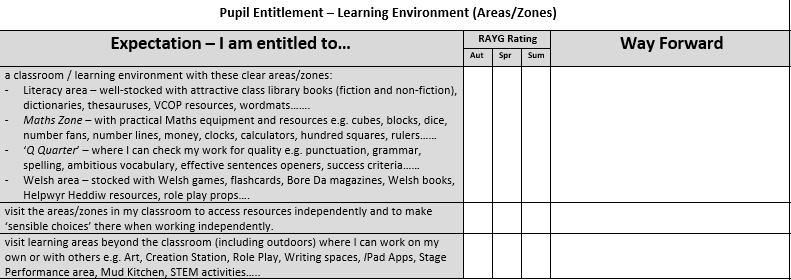 Pupil Entitlement – Learning Environment (Areas/Zones)
Expectation – I am entitled to…
RAYG Rating
Way Forward
Aut
Spr
Sum
a classroom / learning environment with these clear areas/zones:
- Literacy area – well-stocked with attractive class library books (fiction and non-fiction),
dictionaries, thesauruses, VCOP resources, wordmats…….
- Maths Zone – with practical Maths equipment and resources e.g. cubes, blocks, dice,
number fans, number lines, money, clocks, calculators, hundred squares, rulers……
- ‘Q Quarter’ – where I can check my work for quality e.g. punctuation, grammar,
spelling, ambitious vocabulary, effective sentences openers, success criteria……
- Welsh area – stocked with Welsh games, flashcards, Bore Da magazines, Welsh books,
Helpwyr Heddiw resources, role play props….
visit the areas/zones in my classroom to access resources independently and to make
‘sensible choices’ there when working independently.
visit learning areas beyond the classroom (including outdoors) where I can work on my
own or with others e.g. Art, Creation Station, Role Play, Writing spaces, IPad Apps, Stage
Performance area, Mud Kitchen, STEM activities…..